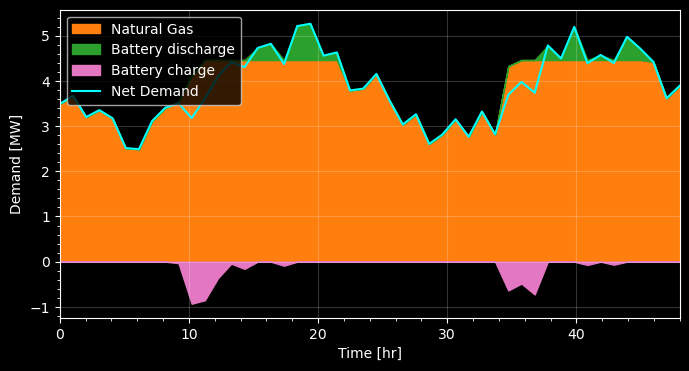 Natural Gas
Battery discharge
Battery charge
Net Demand
Demand [MW]
5
4
3
2
1
0
−1
0 10 20 30 40
Time [hr]